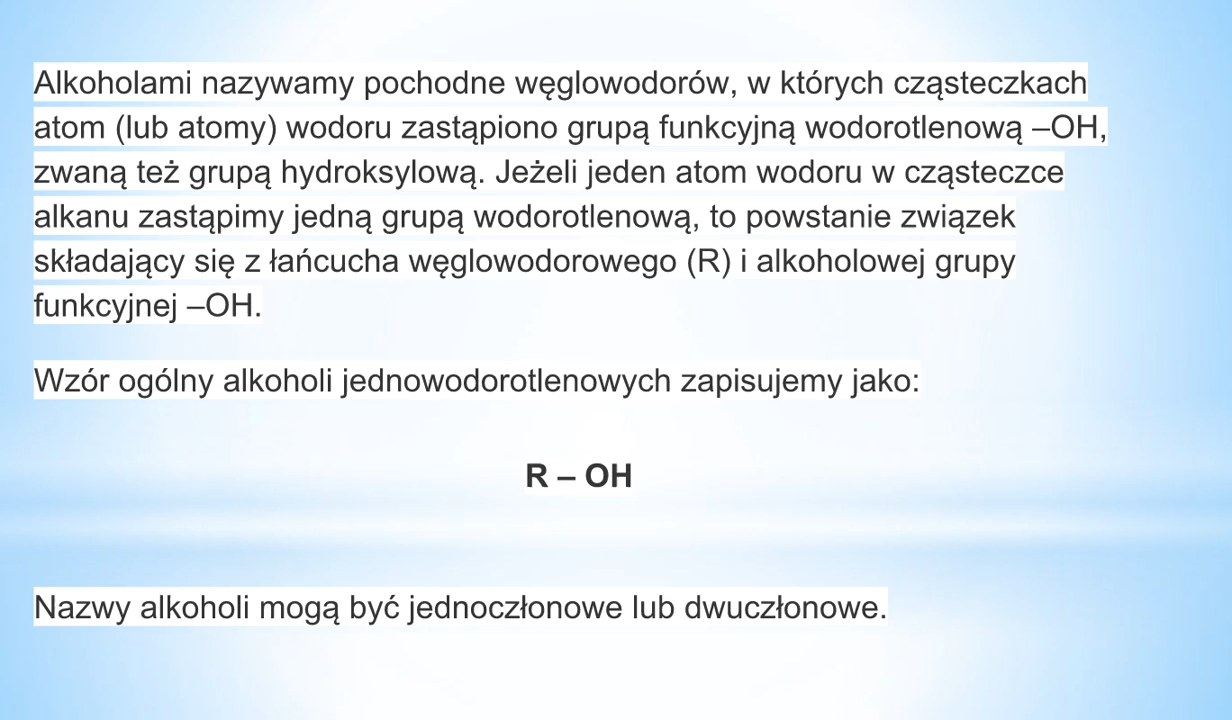 Alkoholami nazywamy pochodne węglowodorów, w których cząsteczkach
atom (lub atomy) wodoru zastąpiono grupą funkcyjną wodorotlenową –OH,
zwaną też grupą hydroksylową. Jeżeli jeden atom wodoru w cząsteczce
alkanu zastąpimy jedną grupą wodorotlenową, to powstanie związek
składający się z łańcucha węglowodorowego (R) i alkoholowej grupy
funkcyjnej –OH.
Wzór ogólny alkoholi jednowodorotlenowych zapisujemy jako:
R – OH
Nazwy alkoholi mogą być jednoczłonowe lub dwuczłonowe.